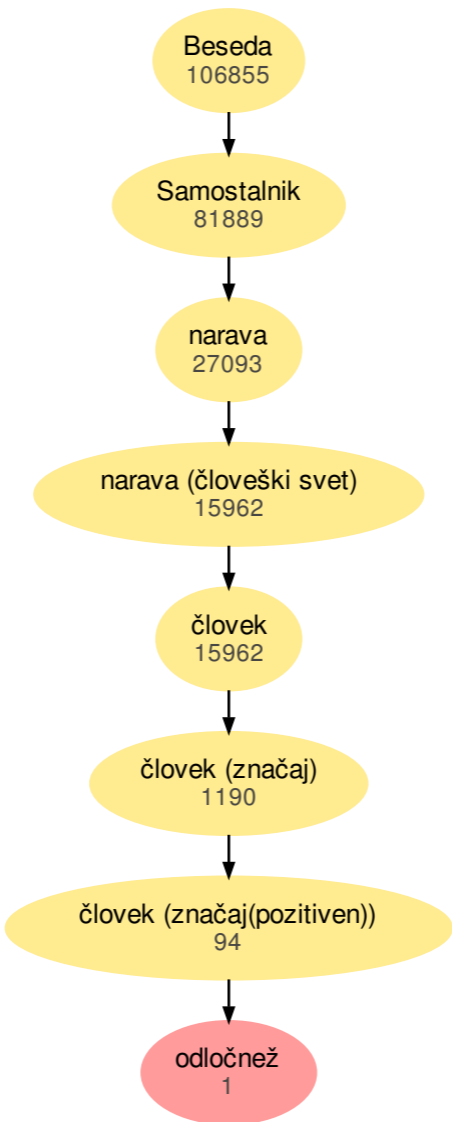 Beseda
106855
Samostalnik
81889
narava
27093
narava (človeški svet)
15962
človek
15962
človek (značaj)
1190
človek (značaj(pozitiven))
94
odločnež
1